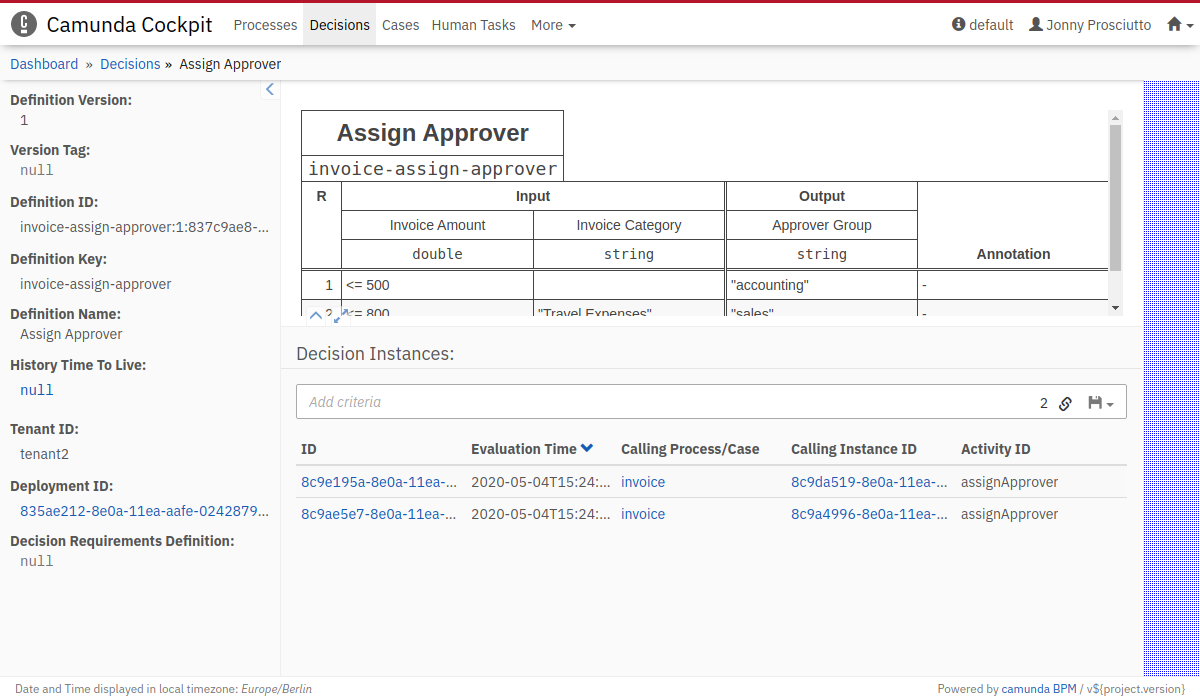 Camunda Cockpit Processes Decisions Cases Human Tasks More default Jonny Prosciutto
Dashboard » Decisions » Assign Approver
Definition Version:
1
Version Tag:
null
Definition ID:
invoice-assign-approver:1:837c9ae8-...
Definition Key:
invoice-assign-approver
Definition Name:
Assign Approver
History Time To Live:
null
Tenant ID:
tenant2
Deployment ID:
835ae212-8e0a-11ea-aafe-0242879...
Decision Requirements Definition:
null
Assign Approver
invoice-assign-approver
R Input Output
Invoice Amount Invoice Category Approver Group
double string string Annotation
1 <= 500 "accounting" -
2 <= 800 "Travel Expenses" "sales" -
Decision Instances:
Add criteria 2
ID Evaluation Time Calling Process/Case Calling Instance ID Activity ID
8c9e195a-8e0a-11ea-... 2020-05-04T15:24:... invoice 8c9da519-8e0a-11ea-... assignApprover
8c9ae5e7-8e0a-11ea-... 2020-05-04T15:24:... invoice 8c9a4996-8e0a-11ea-... assignApprover
Date and Time displayed in local timezone: Europe/Berlin Powered by camunda BPM / v${project.version}